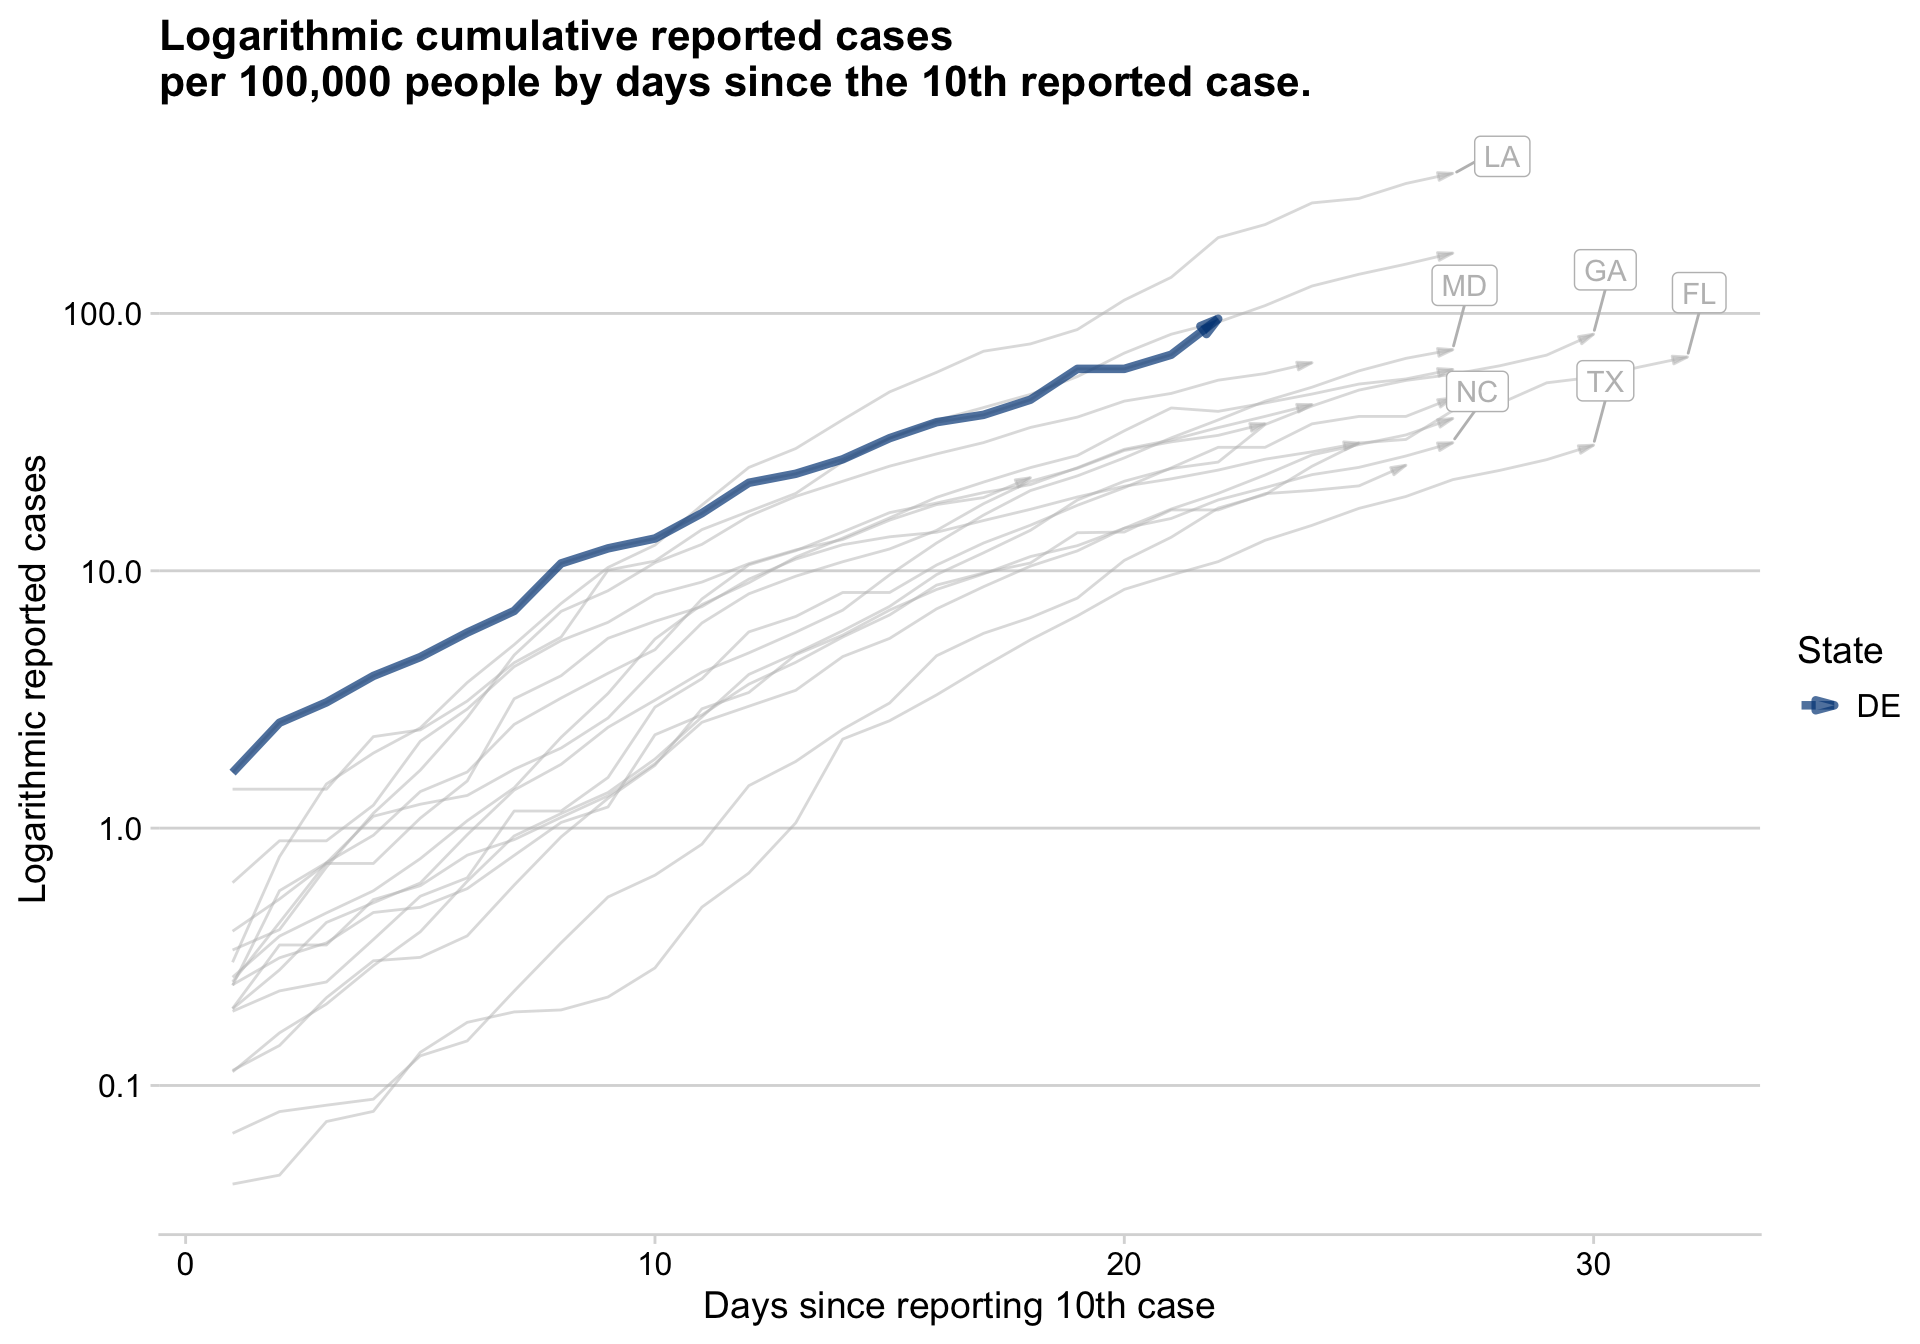 Logarithmic cumulative reported cases
per 100,000 people by days since the 10th reported case.
LA
MD
GA
FL
NC
TX
100.0
10.0
1.0
0.1
Logarithmic reported cases
0
10
20
30
Days since reporting 10th case
State
DE